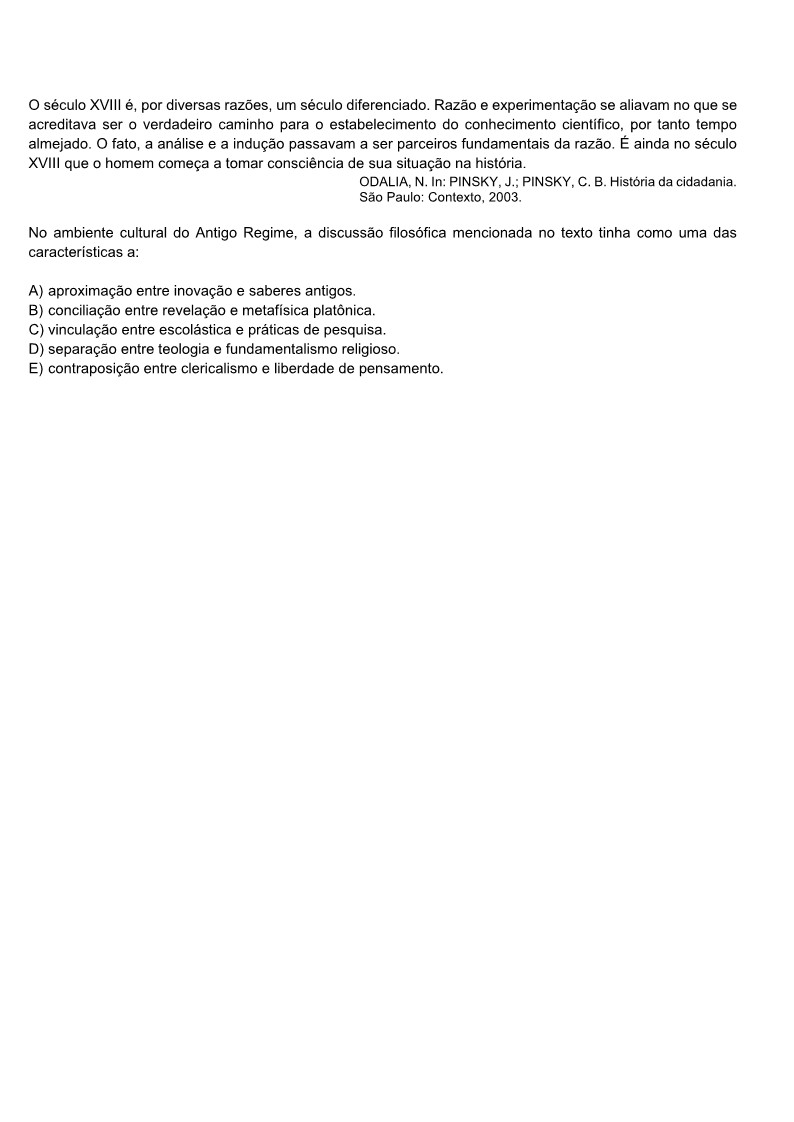 O século XVIII é, por diversas razões, um século diferenciado. Razão e experimentação se aliavam no que se
acreditava ser o verdadeiro caminho para o estabelecimento do conhecimento científico, por tanto tempo
almejado. O fato, a análise e a indução passavam a ser parceiros fundamentais da razão. É ainda no século
XVIII que o homem começa a tomar consciência de sua situação na história.
ODALIA, N. In: PINSKY, J.; PINSKY, C. B. História da cidadania.
São Paulo: Contexto, 2003.
No ambiente cultural do Antigo Regime, a discussão filosófica mencionada no texto tinha como uma das
características a:
A) aproximação entre inovação e saberes antigos.
B) conciliação entre revelação e metafísica platônica.
C) vinculação entre escolástica e práticas de pesquisa.
D) separação entre teologia e fundamentalismo religioso.
E) contraposição entre clericalismo e liberdade de pensamento.